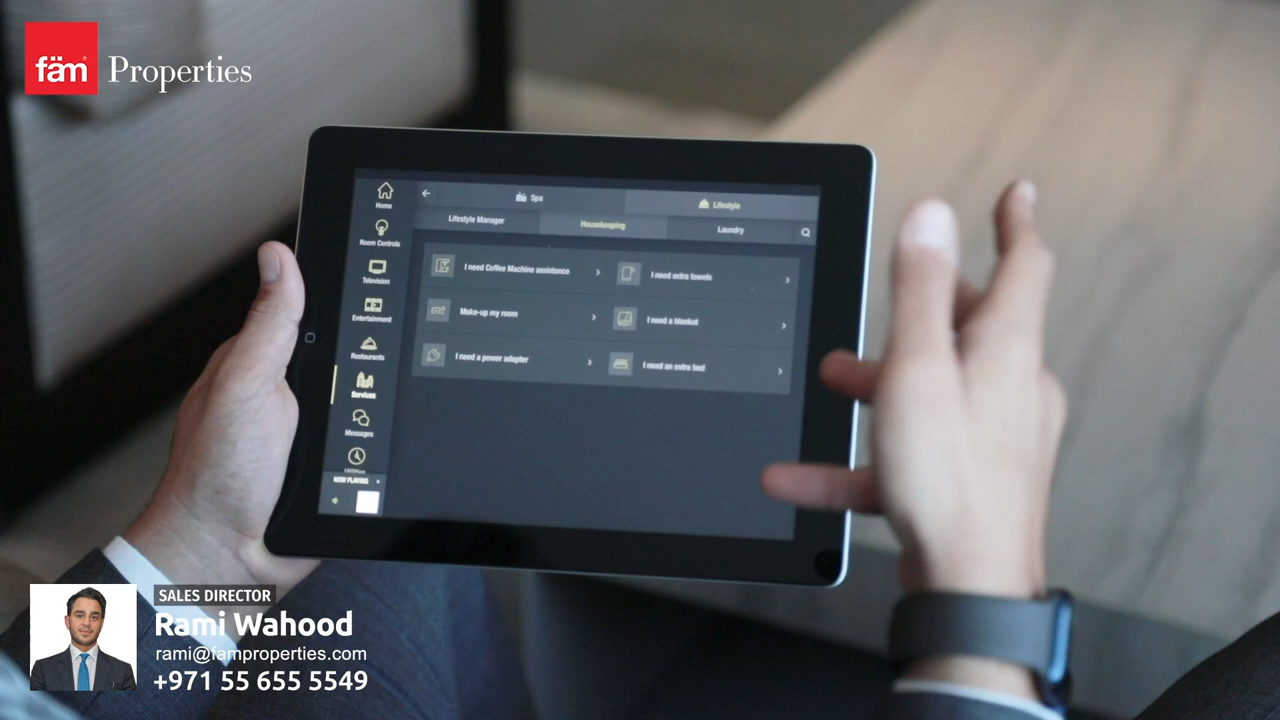 fäm Properties
Home
Room Controls
Television
Entertainment
Restaurants
Services
Messages
NOW PLAYING
Spa
Lifestyle
Lifestyle Manager
Housekeeping
Laundry
I need Coffee Machine assistance
I need extra towels
Make-up my room
I need a blanket
I need a power adapter
I need an extra bed
SALES DIRECTOR
Rami Wahood
rami@famproperties.com
+971 55 655 5549